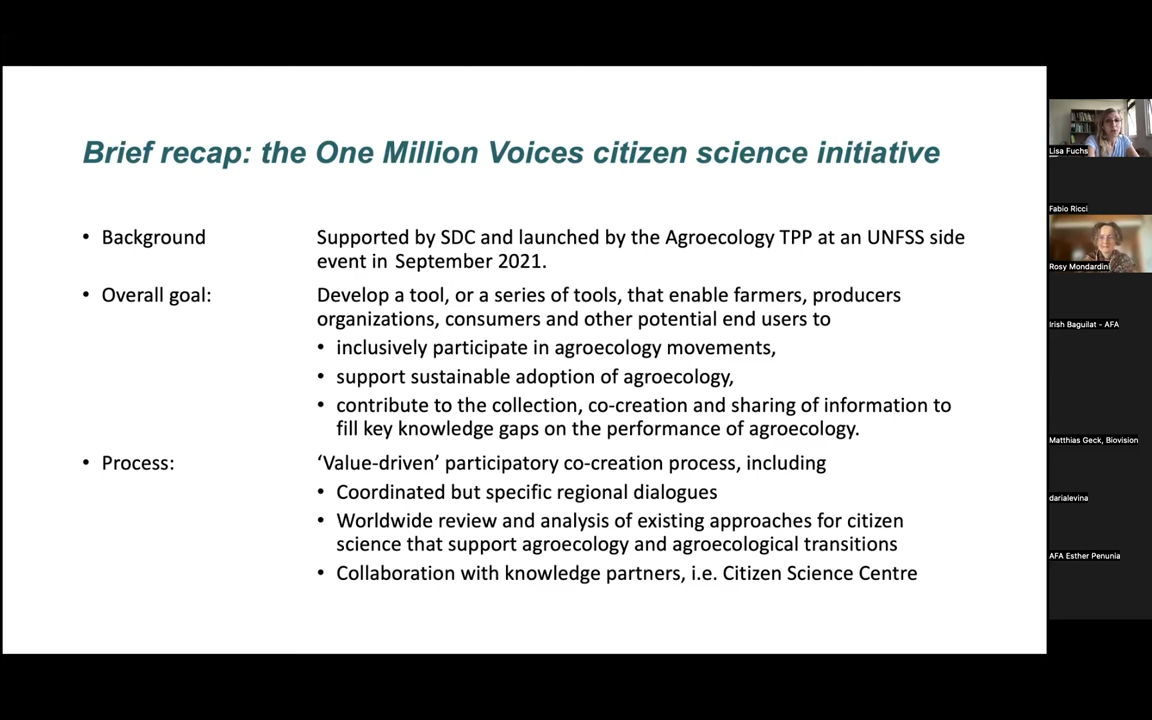 Brief recap: the One Million Voices citizen science initiative
• Background
Supported by SDC and launched by the Agroecology TPP at an UNFSS side
event in September 2021.
• Overall goal:
Develop a tool, or a series of tools, that enable farmers, producers
organizations, consumers and other potential end users to
• inclusively participate in agroecology movements,
• support sustainable adoption of agroecology,
• contribute to the collection, co-creation and sharing of information to
fill key knowledge gaps on the performance of agroecology.
• Process:
‘Value-driven’ participatory co-creation process, including
• Coordinated but specific regional dialogues
• Worldwide review and analysis of existing approaches for citizen
science that support agroecology and agroecological transitions
• Collaboration with knowledge partners, i.e. Citizen Science Centre
Lisa Fuchs
Fabio Ricci
Rosy Mondardini
Irish Baguilat - AFA
Matthias Geck, Biovision
darialevina
AFA Esther Penunia